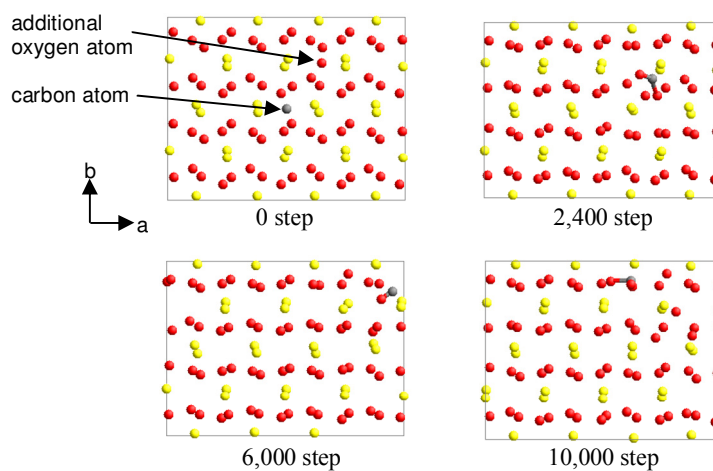 additional
oxygen atom
carbon atom
b
a
0 step
2,400 step
6,000 step
10,000 step